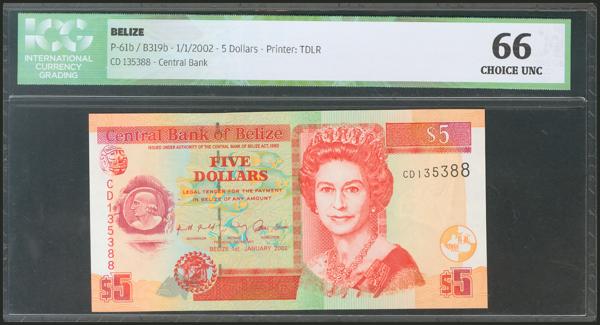 ICG
INTERNATIONAL
CURRENCY
GRADING
BELIZE
P-61b / B319b - 1/1/2002 - 5 Dollars - Printer: TDLR
CD 135388 - Central Bank
66
CHOICE UNC
Central Bank of Belize
ISSUED UNDER AUTHORITY OF THE CENTRAL BANK OF BELIZE ACT, 1982
$5
FIVE
DOLLARS
LEGAL TENDER FOR THE PAYMENT
IN BELIZE OF ANY AMOUNT
CD135388
CD135388
GOVERNOR
DIRECTOR
BELIZE 1st. JANUARY 2002
$5
$5